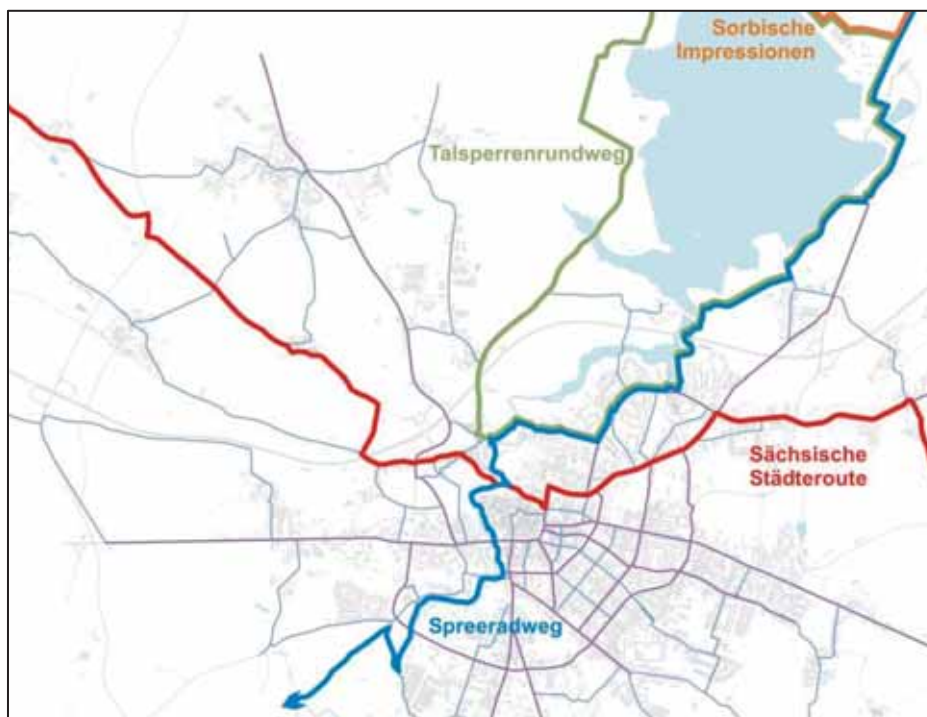 Sorbische
Impressionen
Talsperrenrundweg
Sächsische
Städteroute
Spreeradweg